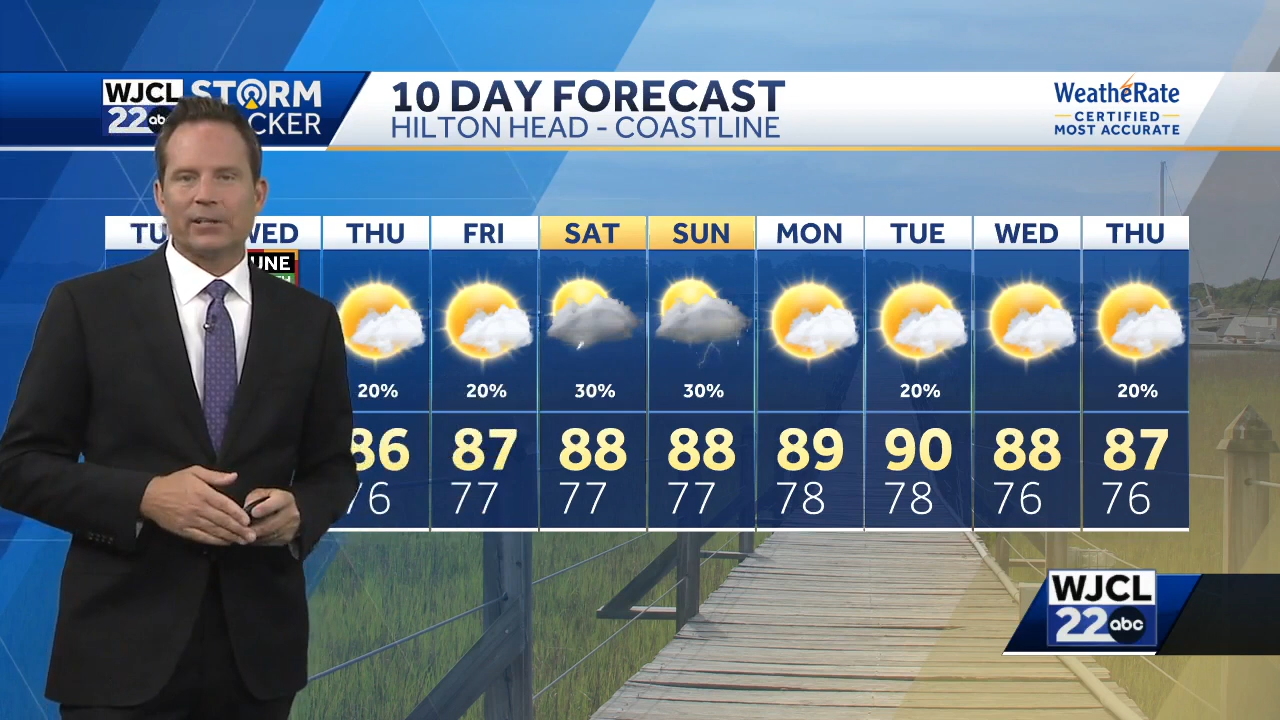 WJCL STORM
22 abc CKER
10 DAY FORECAST
HILTON HEAD - COASTLINE
WeatheRate
CERTIFIED
MOST ACCURATE
TU WED THU FRI SAT SUN MON TUE WED THU
UNE
20% 20% 30% 30% 20% 20%
86 87 88 88 89 90 88 87
76 77 77 77 78 78 76 76
WJCL
22 abc